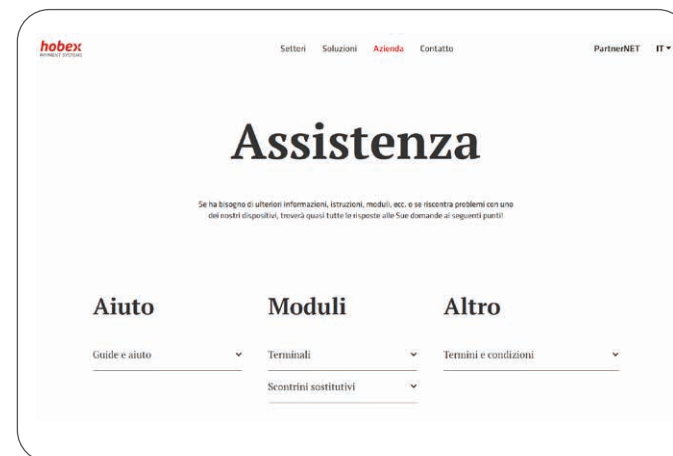 hobex
PAYMENT SYSTEMS
Settori Soluzioni Azienda Contatto
PartnerNET IT
Assistenza
Se ha bisogno di ulteriori informazioni, istruzioni, moduli, ecc. o se riscontra problemi con uno
dei nostri dispositivi, troverà quasi tutte le risposte alle Sue domande ai seguenti punti!
Aiuto Moduli Altro
Guide e aiuto Terminali Termini e condizioni
Scontrini sostitutivi